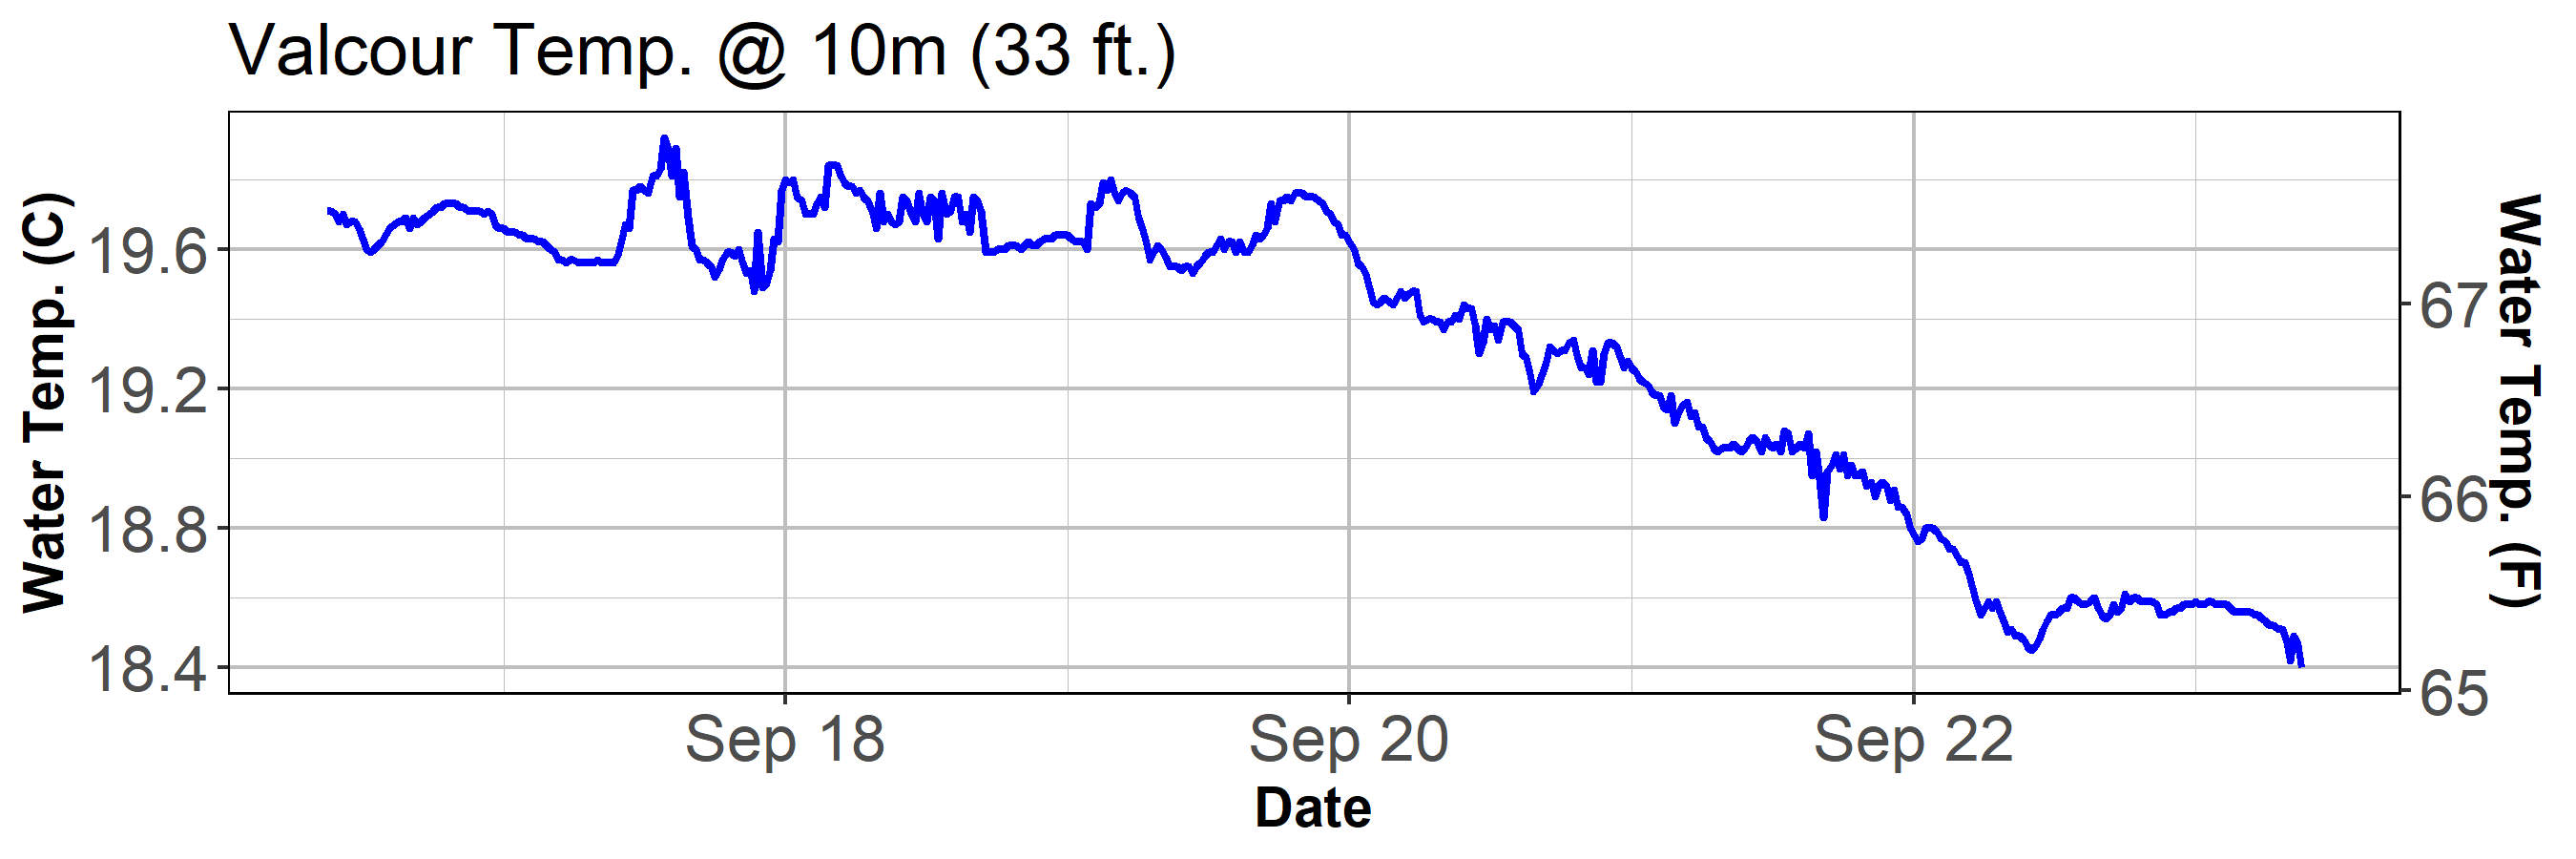 Valcour Temp. @ 10m (33 ft.)
Water Temp. (C)
19.6
19.2
18.8
18.4
67
66
65
Water Temp. (F)
Sep 18
Sep 20
Sep 22
Date